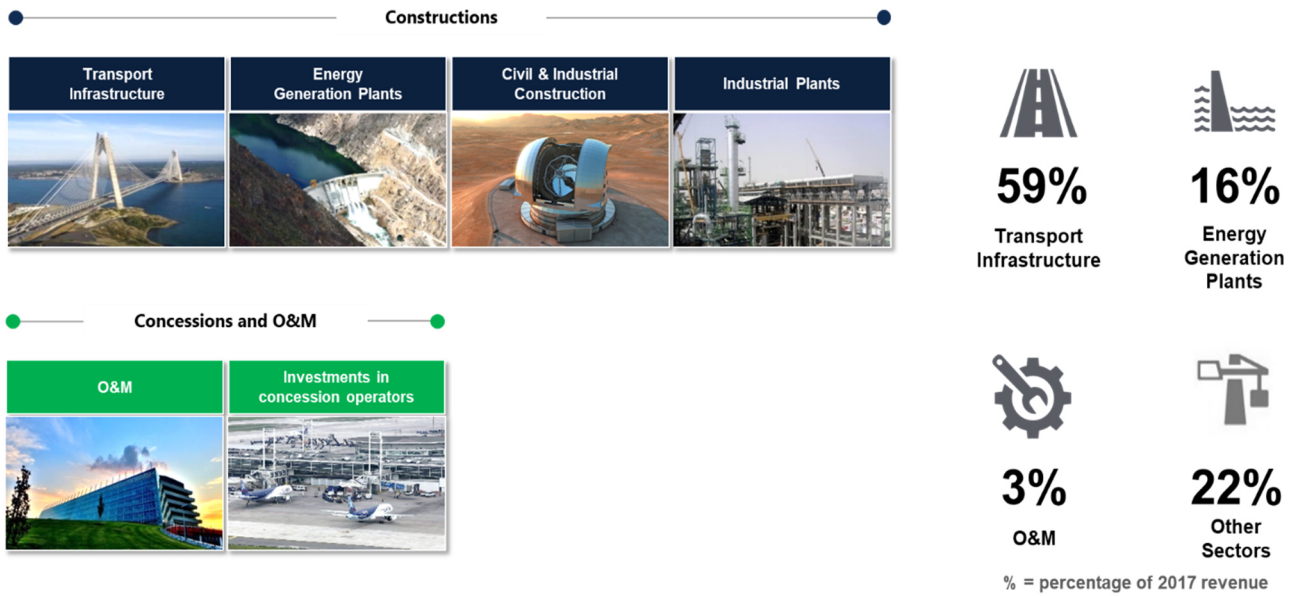 Constructions
Transport
Infrastructure
Energy
Generation Plants
Civil & Industrial
Construction
Industrial Plants
Concessions and O&M
O&M
Investments in
concession operators
59%
Transport
Infrastructure
16%
Energy
Generation
Plants
3%
O&M
22%
Other
Sectors
% = percentage of 2017 revenue